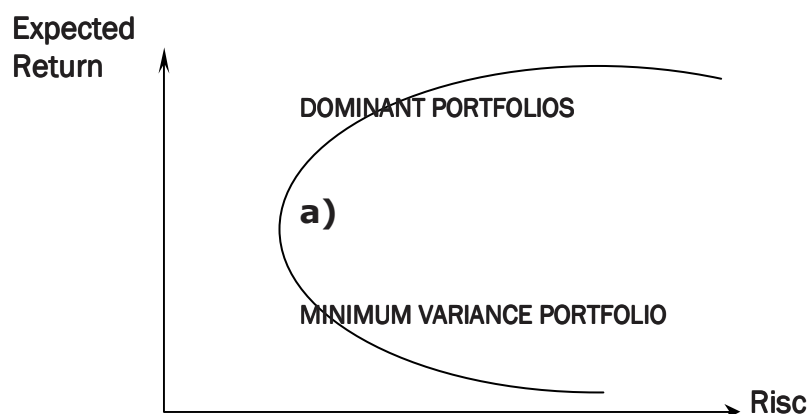 Expected
Return
DOMINANT PORTFOLIOS
a)
MINIMUM VARIANCE PORTFOLIO
Risc